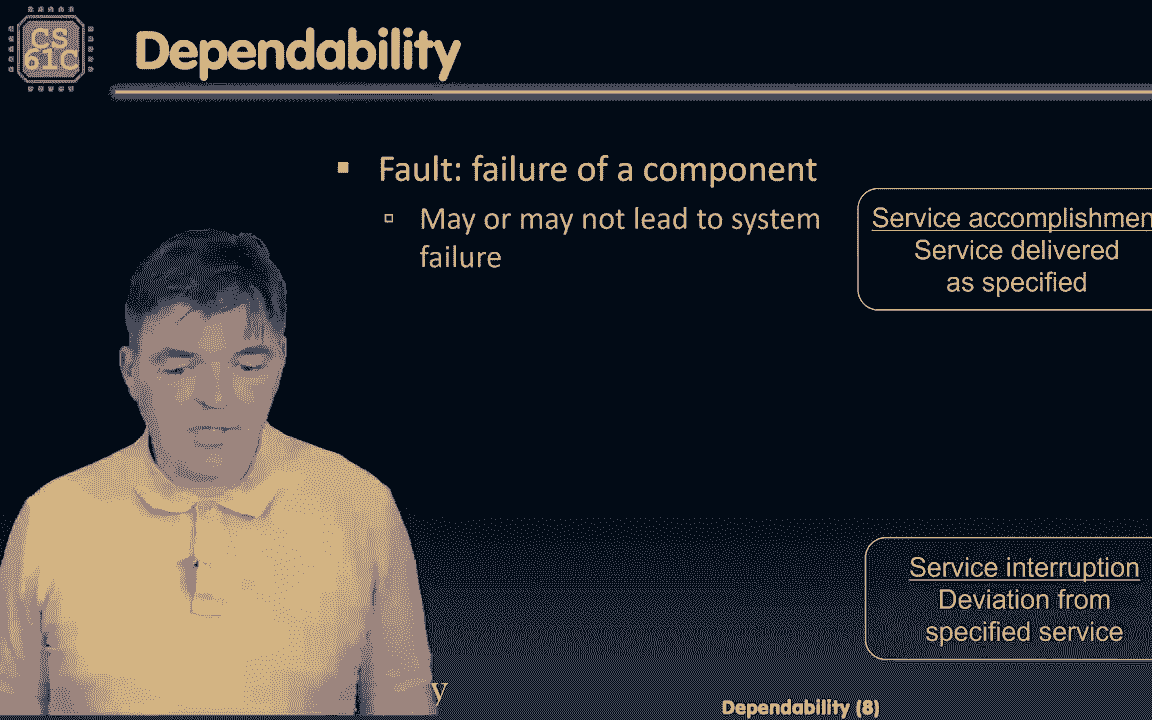 CS
61C
Dependability
Fault: failure of a component
May or may not lead to system
failure
Service accomplishmen
Service delivered
as specified
Service interruption
Deviation from
specified service
y
Dependability (8)